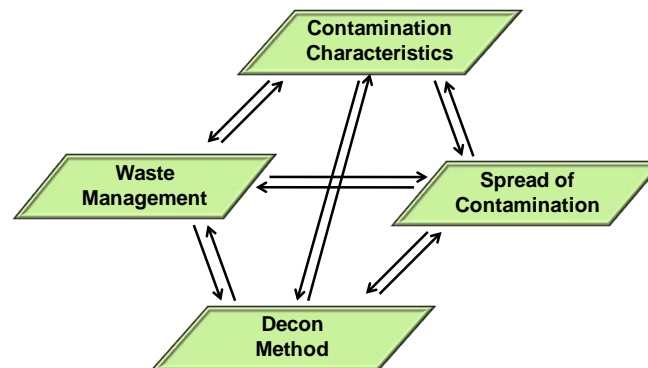 Contamination
Characteristics
Waste
Management
Spread of
Contamination
Decon
Method